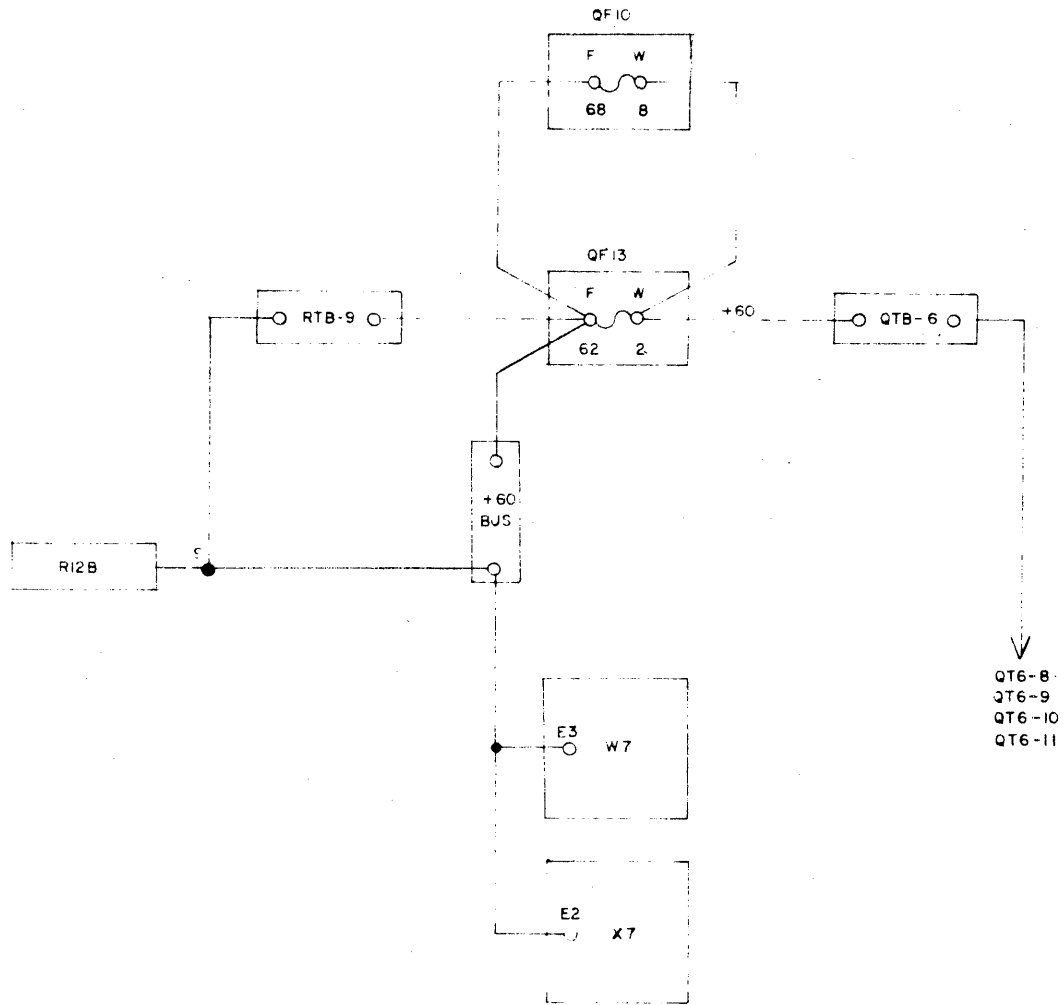 QF10
F W
68 8
QF13
F W
62 2
RTB-9
+60
QTB-6
+60
BUS
R12B
QT6-8
QT6-9
QT6-10
QT6-11
E3
W7
E2
X7